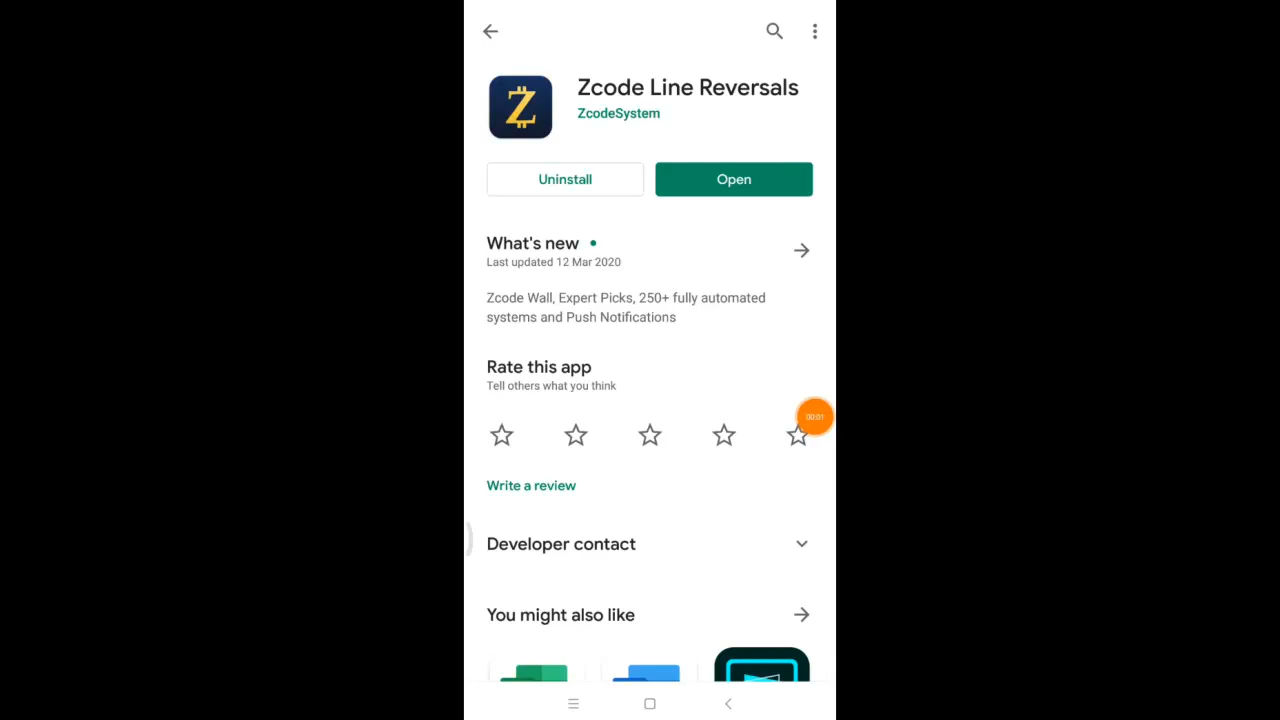 Zcode Line Reversals
ZcodeSystem
Uninstall
Open
What's new
Last updated 12 Mar 2020
Zcode Wall, Expert Picks, 250+ fully automated
systems and Push Notifications
Rate this app
Tell others what you think
00:01
Write a review
Developer contact
You might also like